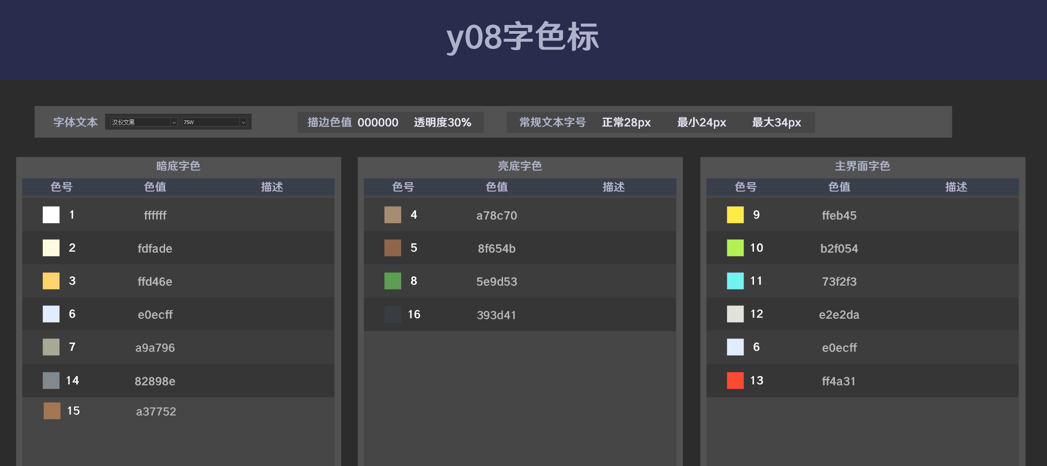 y08字色标
字体文本 汉仪文黑 75W 描边色值 000000 透明度30% 常规文本字号 正常28px 最小24px 最大34px
暗底字色
色号 色值 描述
1 ffffff
2 fdfade
3 ffd46e
6 e0ecff
7 a9a796
14 82898e
15 a37752
亮底字色
色号 色值 描述
4 a78c70
5 8f654b
8 5e9d53
16 393d41
主界面字色
色号 色值 描述
9 ffeb45
10 b2f054
11 73f2f3
12 e2e2da
6 e0ecff
13 ff4a31